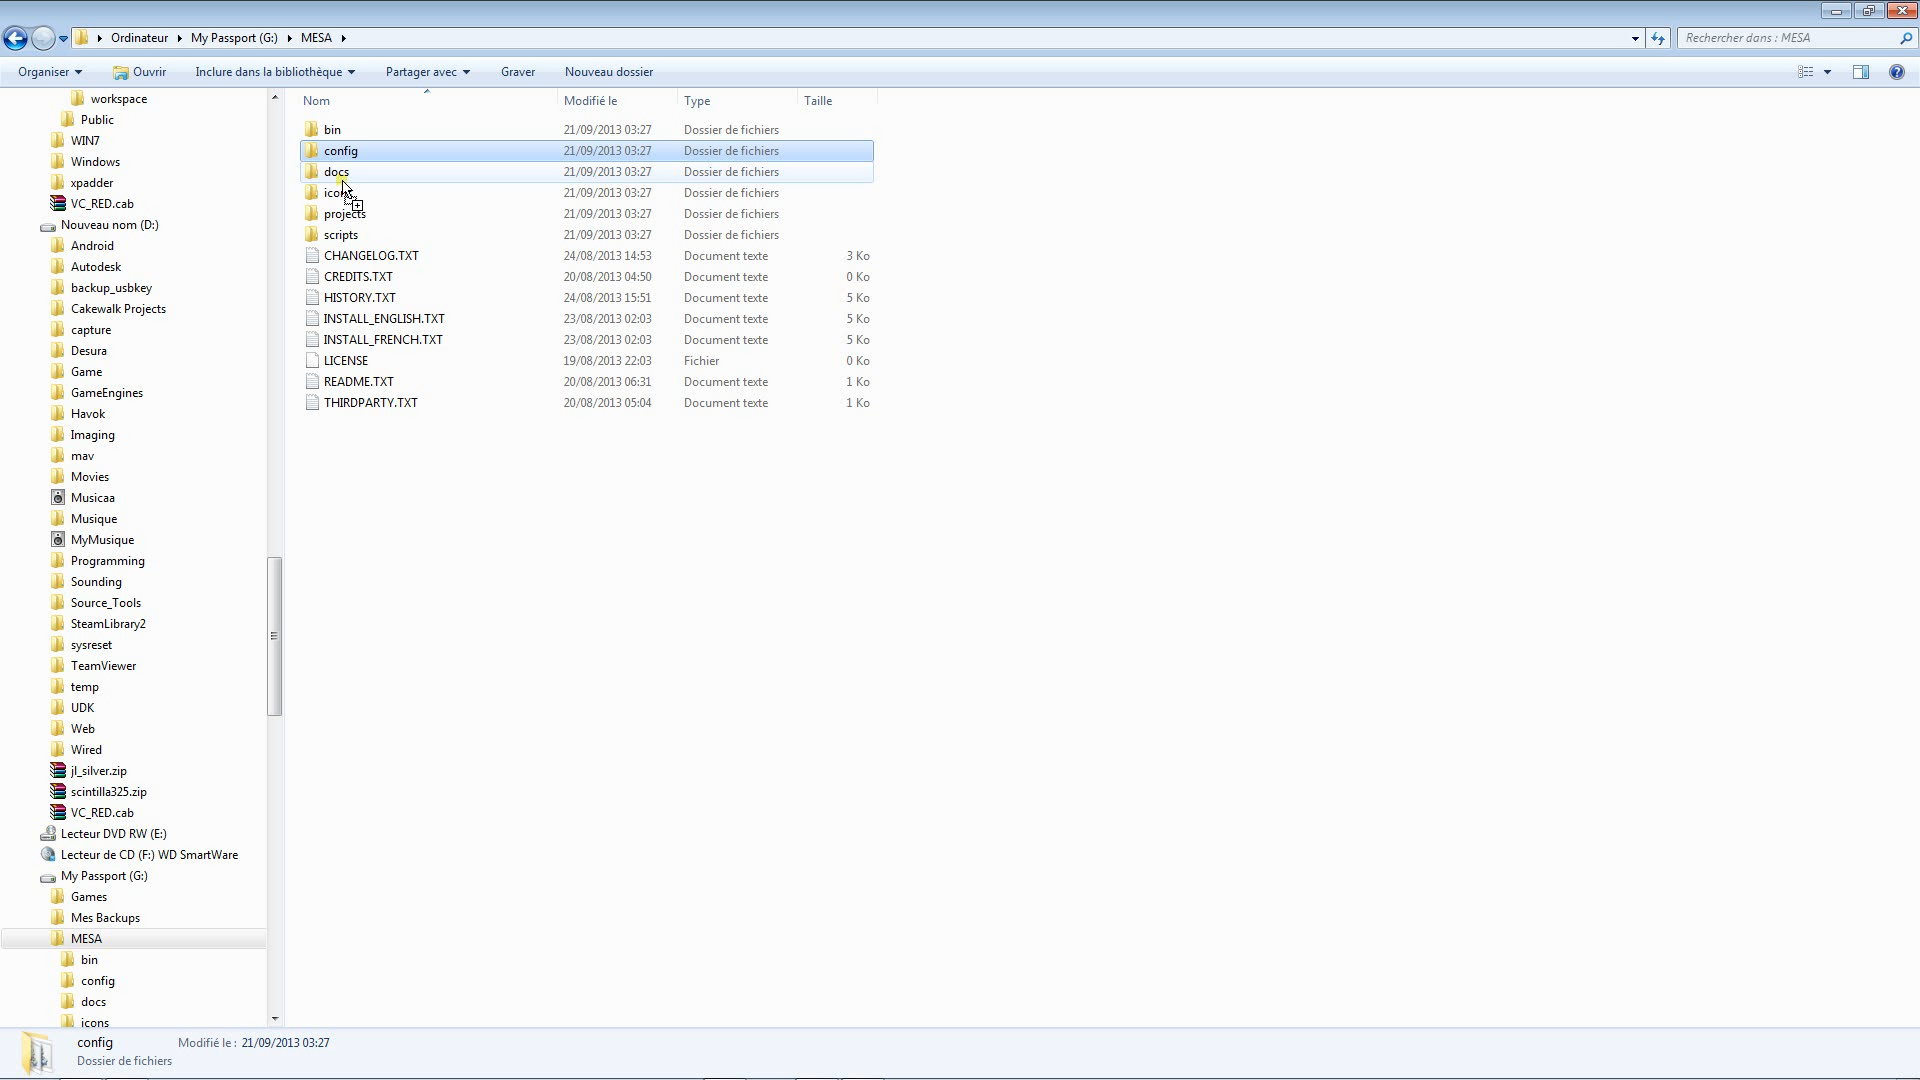 Ordinateur My Passport (G:) MESA
Rechercher dans : MESA
Organiser Ouvrir Inclure dans la bibliothèque Partager avec Graver Nouveau dossier
workspace
Public
WIN7
Windows
xpadder
VC_RED.cab
Nouveau nom (D:)
Android
Autodesk
backup_usbkey
Cakewalk Projects
capture
Desura
Game
GameEngines
Havok
Imaging
mav
Movies
Musicaa
Musique
MyMusique
Programming
Sounding
Source_Tools
SteamLibrary2
sysreset
TeamViewer
temp
UDK
Web
Wired
jl_silver.zip
scintilla325.zip
VC_RED.cab
Lecteur DVD RW (E:)
Lecteur de CD (F:) WD SmartWare
My Passport (G:)
Games
Mes Backups
MESA
bin
config
docs
icons
Nom Modifié le Type Taille
bin 21/09/2013 03:27 Dossier de fichiers
config 21/09/2013 03:27 Dossier de fichiers
docs 21/09/2013 03:27 Dossier de fichiers
icons 21/09/2013 03:27 Dossier de fichiers
projects 21/09/2013 03:27 Dossier de fichiers
scripts 21/09/2013 03:27 Dossier de fichiers
CHANGELOG.TXT 24/08/2013 14:53 Document texte 3 Ko
CREDITS.TXT 20/08/2013 04:50 Document texte 0 Ko
HISTORY.TXT 24/08/2013 15:51 Document texte 5 Ko
INSTALL_ENGLISH.TXT 23/08/2013 02:03 Document texte 5 Ko
INSTALL_FRENCH.TXT 23/08/2013 02:03 Document texte 5 Ko
LICENSE 19/08/2013 22:03 Fichier 0 Ko
README.TXT 20/08/2013 06:31 Document texte 1 Ko
THIRDPARTY.TXT 20/08/2013 05:04 Document texte 1 Ko
config Modifié le : 21/09/2013 03:27
Dossier de fichiers